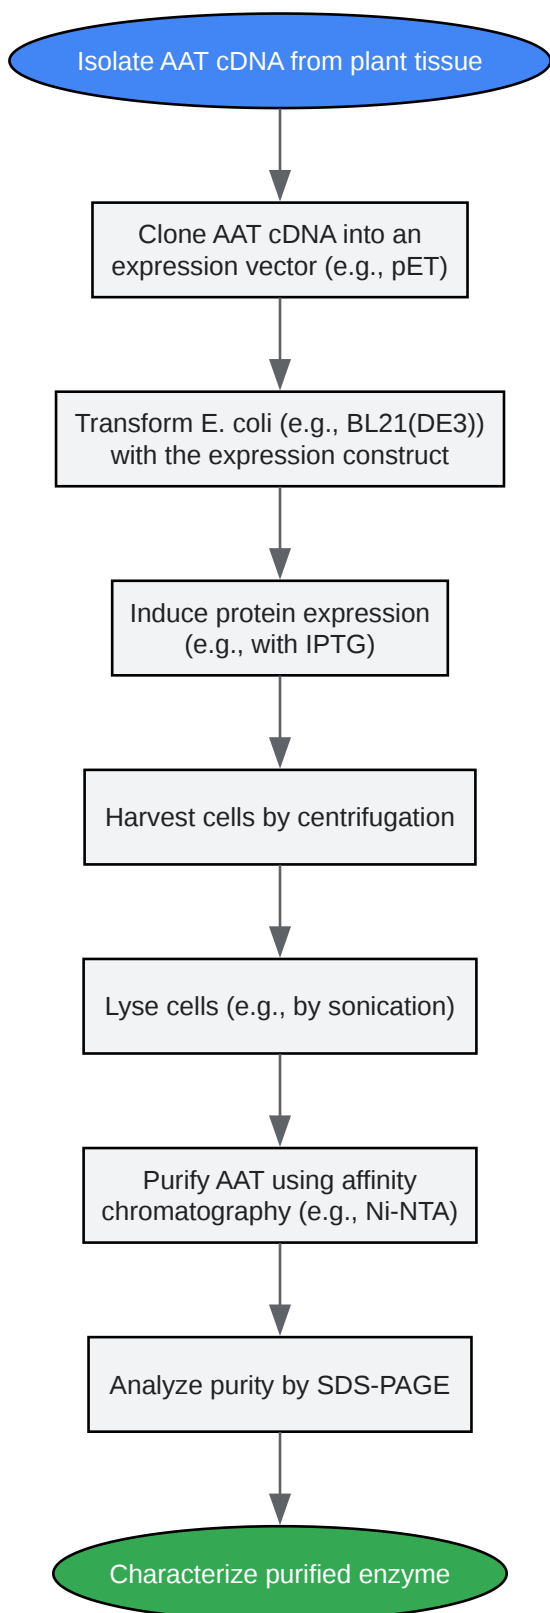 Isolate AAT cDNA from plant tissue
Clone AAT cDNA into an
expression vector (e.g., pET)
Transform E. coli (e.g., BL21(DE3))
with the expression construct
Induce protein expression
(e.g., with IPTG)
Harvest cells by centrifugation
Lyse cells (e.g., by sonication)
Purify AAT using affinity
chromatography (e.g., Ni-NTA)
Analyze purity by SDS-PAGE
Characterize purified enzyme